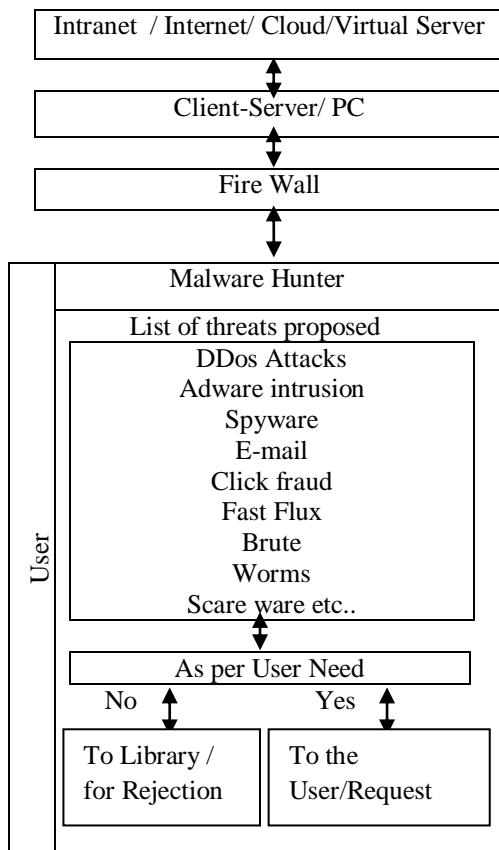 Intranet / Internet/ Cloud/Virtual Server
Client-Server/ PC
Fire Wall
User
Malware Hunter
List of threats proposed
DDos Attacks
Adware intrusion
Spyware
E-mail
Click fraud
Fast Flux
Brute
Worms
Scare ware etc..
As per User Need
No
Yes
To Library /
for Rejection
To the
User/Request